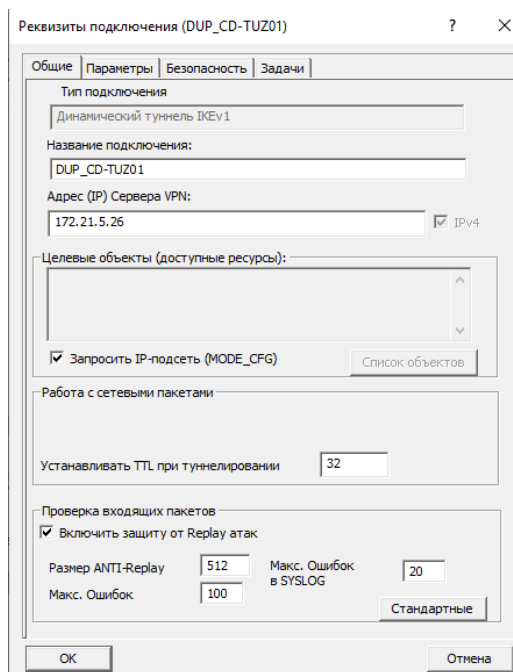 Реквизиты подключения (DUP_CD-TUZ01)
?
Общие Параметры Безопасность Задачи
Тип подключения
Динамический туннель IKEv1
Название подключения:
DUP_CD-TUZ01
Адрес (IP) Сервера VPN:
172.21.5.26 IPv4
Целевые объекты (доступные ресурсы):
Запросить IP-подсеть (MODE_CFG) Список объектов
Работа с сетевыми пакетами
Устанавливать TTL при туннелировании 32
Проверка входящих пакетов
Включить защиту от Replay атак
Размер ANTI-Replay 512
Макс. Ошибок в SYSLOG 20
Макс. Ошибок 100
Стандартные
ОК Отмена